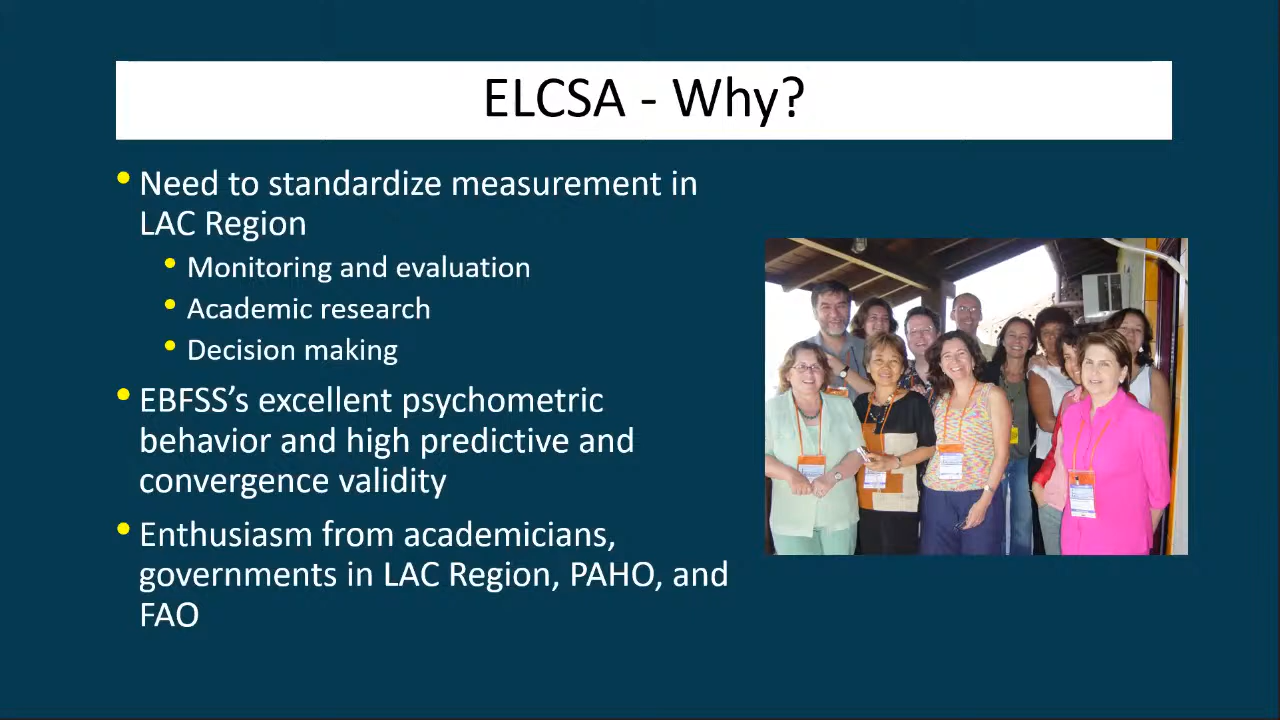 ELCSA - Why?
• Need to standardize measurement in
LAC Region
• Monitoring and evaluation
• Academic research
• Decision making
• EBFSS’s excellent psychometric
behavior and high predictive and
convergence validity
• Enthusiasm from academicians,
governments in LAC Region, PAHO, and
FAO